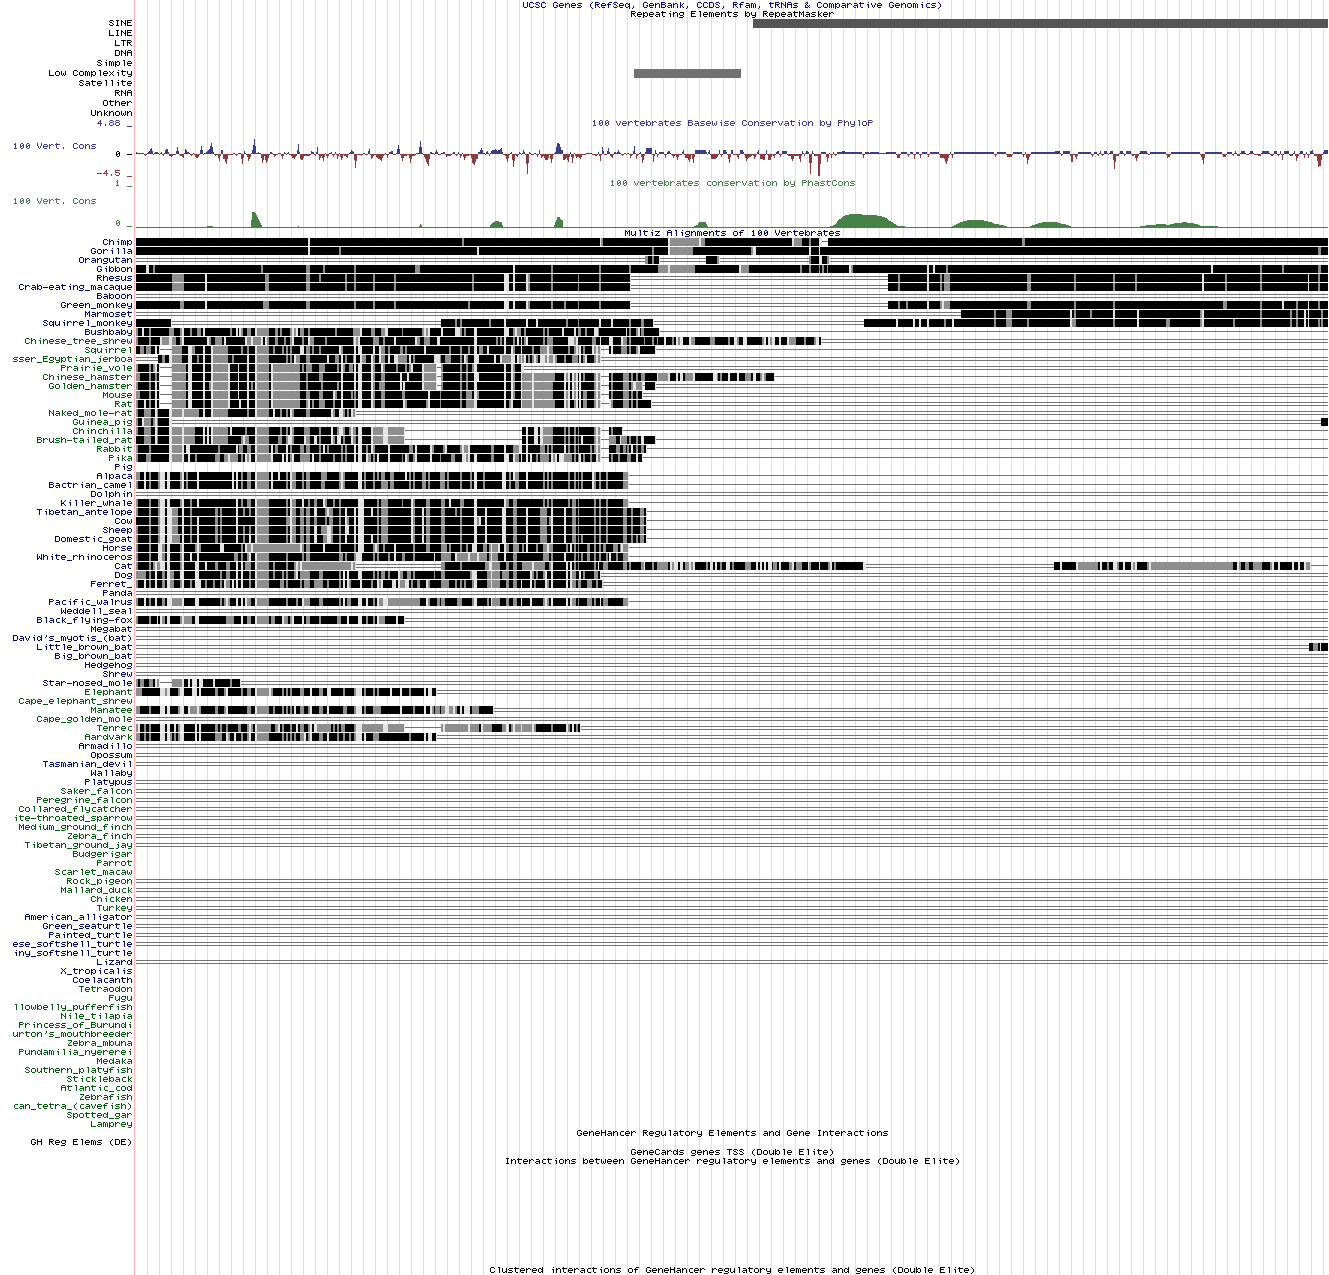 UCSC Genes (RefSeq, GenBank, CCDS, Rfam, tRNAs & Comparative Genomics)
Repeating Elements by RepeatMasker
SINE
LINE
LTR
DNA
Simple
Low Complexity
Satellite
RNA
Other
Unknown
4.88 _
100 vertebrates Basewise Conservation by PhyloP
100 Vert. Cons
0 -
-4.5 _
1 _
100 vertebrates conservation by PhastCons
100 Vert. Cons
0 _
Multiz Alignments of 100 Vertebrates
Chimp
Gorilla
Orangutan
Gibbon
Rhesus
Crab-eating_macaque
Baboon
Green_monkey
Marmoset
Squirrel_monkey
Bushbaby
Chinese_tree_shrew
Squirrel
sser_Egyptian_jerboa
Prairie_vole
Chinese_hamster
Golden_hamster
Mouse
Rat
Naked_mole-rat
Guinea_pig
Chinchilla
Brush-tailed_rat
Rabbit
Pika
Pig
Alpaca
Bactrian_camel
Dolphin
Killer_whale
Tibetan_antelope
Cow
Sheep
Domestic_goat
Horse
White_rhinoceros
Cat
Dog
Ferret_
Panda
Pacific_walrus
Weddell_seal
Black_flying-fox
Megabat
David's_myotis_(bat)
Little_brown_bat
Big_brown_bat
Hedgehog
Shrew
Star-nosed_mole
Elephant
Cape_elephant_shrew
Manatee
Cape_golden_mole
Tenrec
Aardvark
Armadillo
Opossum
Tasmanian_devil
Wallaby
Platypus
Saker_falcon
Peregrine_falcon
Collared_flycatcher
ite-throated_sparrow
Medium_ground_finch
Zebra_finch
Tibetan_ground_jay
Budgerigar
Parrot
Scarlet_macaw
Rock_pigeon
Mallard_duck
Chicken
Turkey
American_alligator
Green_seaturtle
Painted_turtle
ese_softshell_turtle
iny_softshell_turtle
Lizard
X_tropicalis
Coelacanth
Tetraodon
Fugu
llowbelly_pufferfish
Nile_tilapia
Princess_of_Burundi
urton's_mouthbreeder
Zebra_mbuna
Pundamilia_nyererei
Medaka
Southern_platyfish
Stickleback
Atlantic_cod
Zebrafish
can_tetra_(cavefish)
Spotted_gar
Lamprey
GeneHancer Regulatory Elements and Gene Interactions
GH Reg Elems (DE)
GeneCards genes TSS (Double Elite)
Interactions between GeneHancer regulatory elements and genes (Double Elite)
Clustered interactions of GeneHancer regulatory elements and genes (Double Elite)